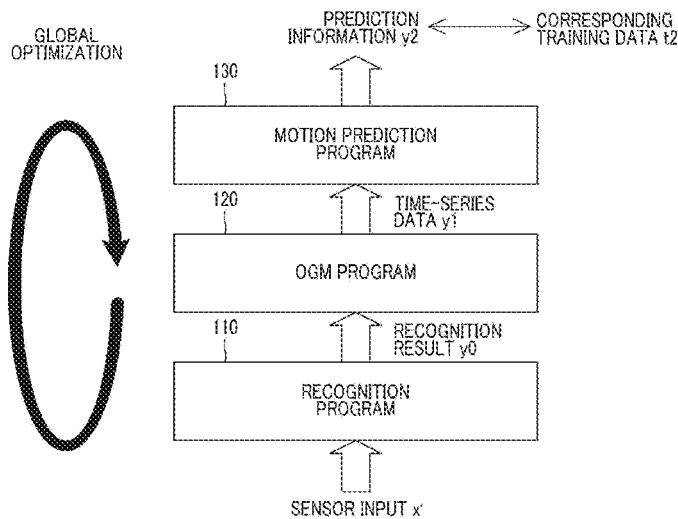 GLOBAL
OPTIMIZATION
PREDICTION
INFORMATION y2
CORRESPONDING
TRAINING DATA t2
130
MOTION PREDICTION
PROGRAM
TIME-SERIES
DATA y1
120
OGM PROGRAM
RECOGNITION
RESULT y0
110
RECOGNITION
PROGRAM
SENSOR INPUT x'